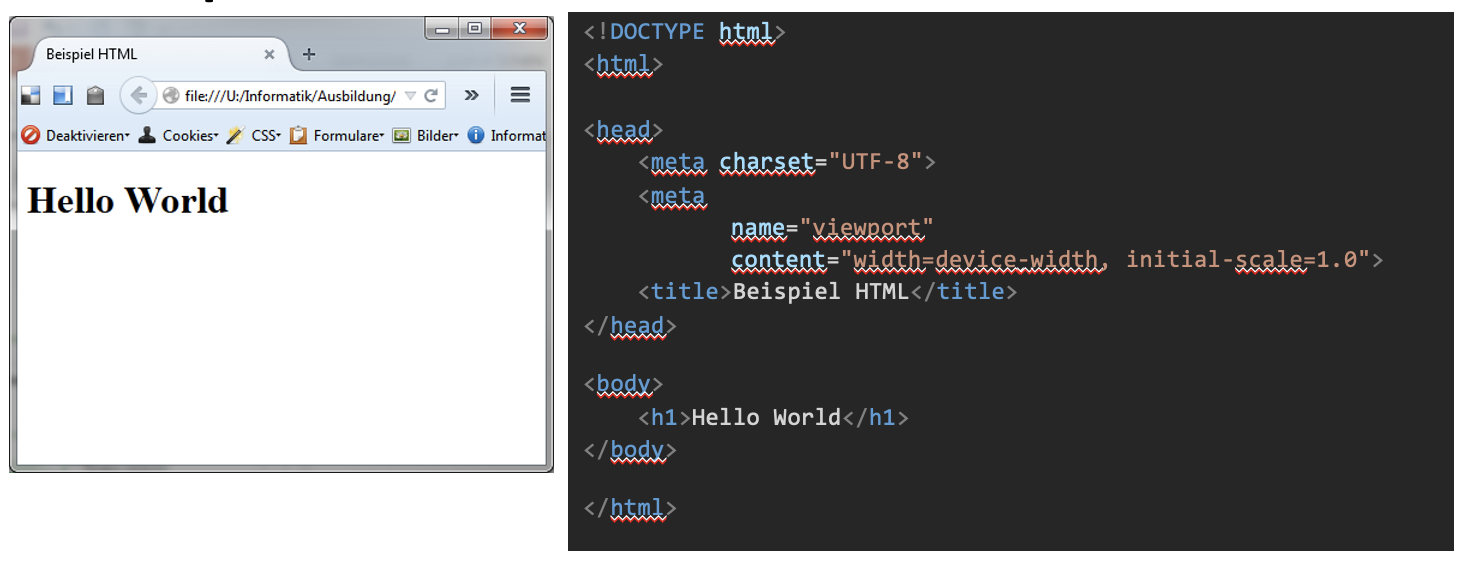 Beispiel HTML
file:///U:/Informatik/Ausbildung/
Deaktivieren Cookies CSS Formulare Bilder Informat
Hello World
<!DOCTYPE html>
<html>
<head>
<meta charset="UTF-8">
<meta
name="viewport"
content="width=device-width, initial-scale=1.0">
<title>Beispiel HTML</title>
</head>
<body>
<h1>Hello World</h1>
</body>
</html>